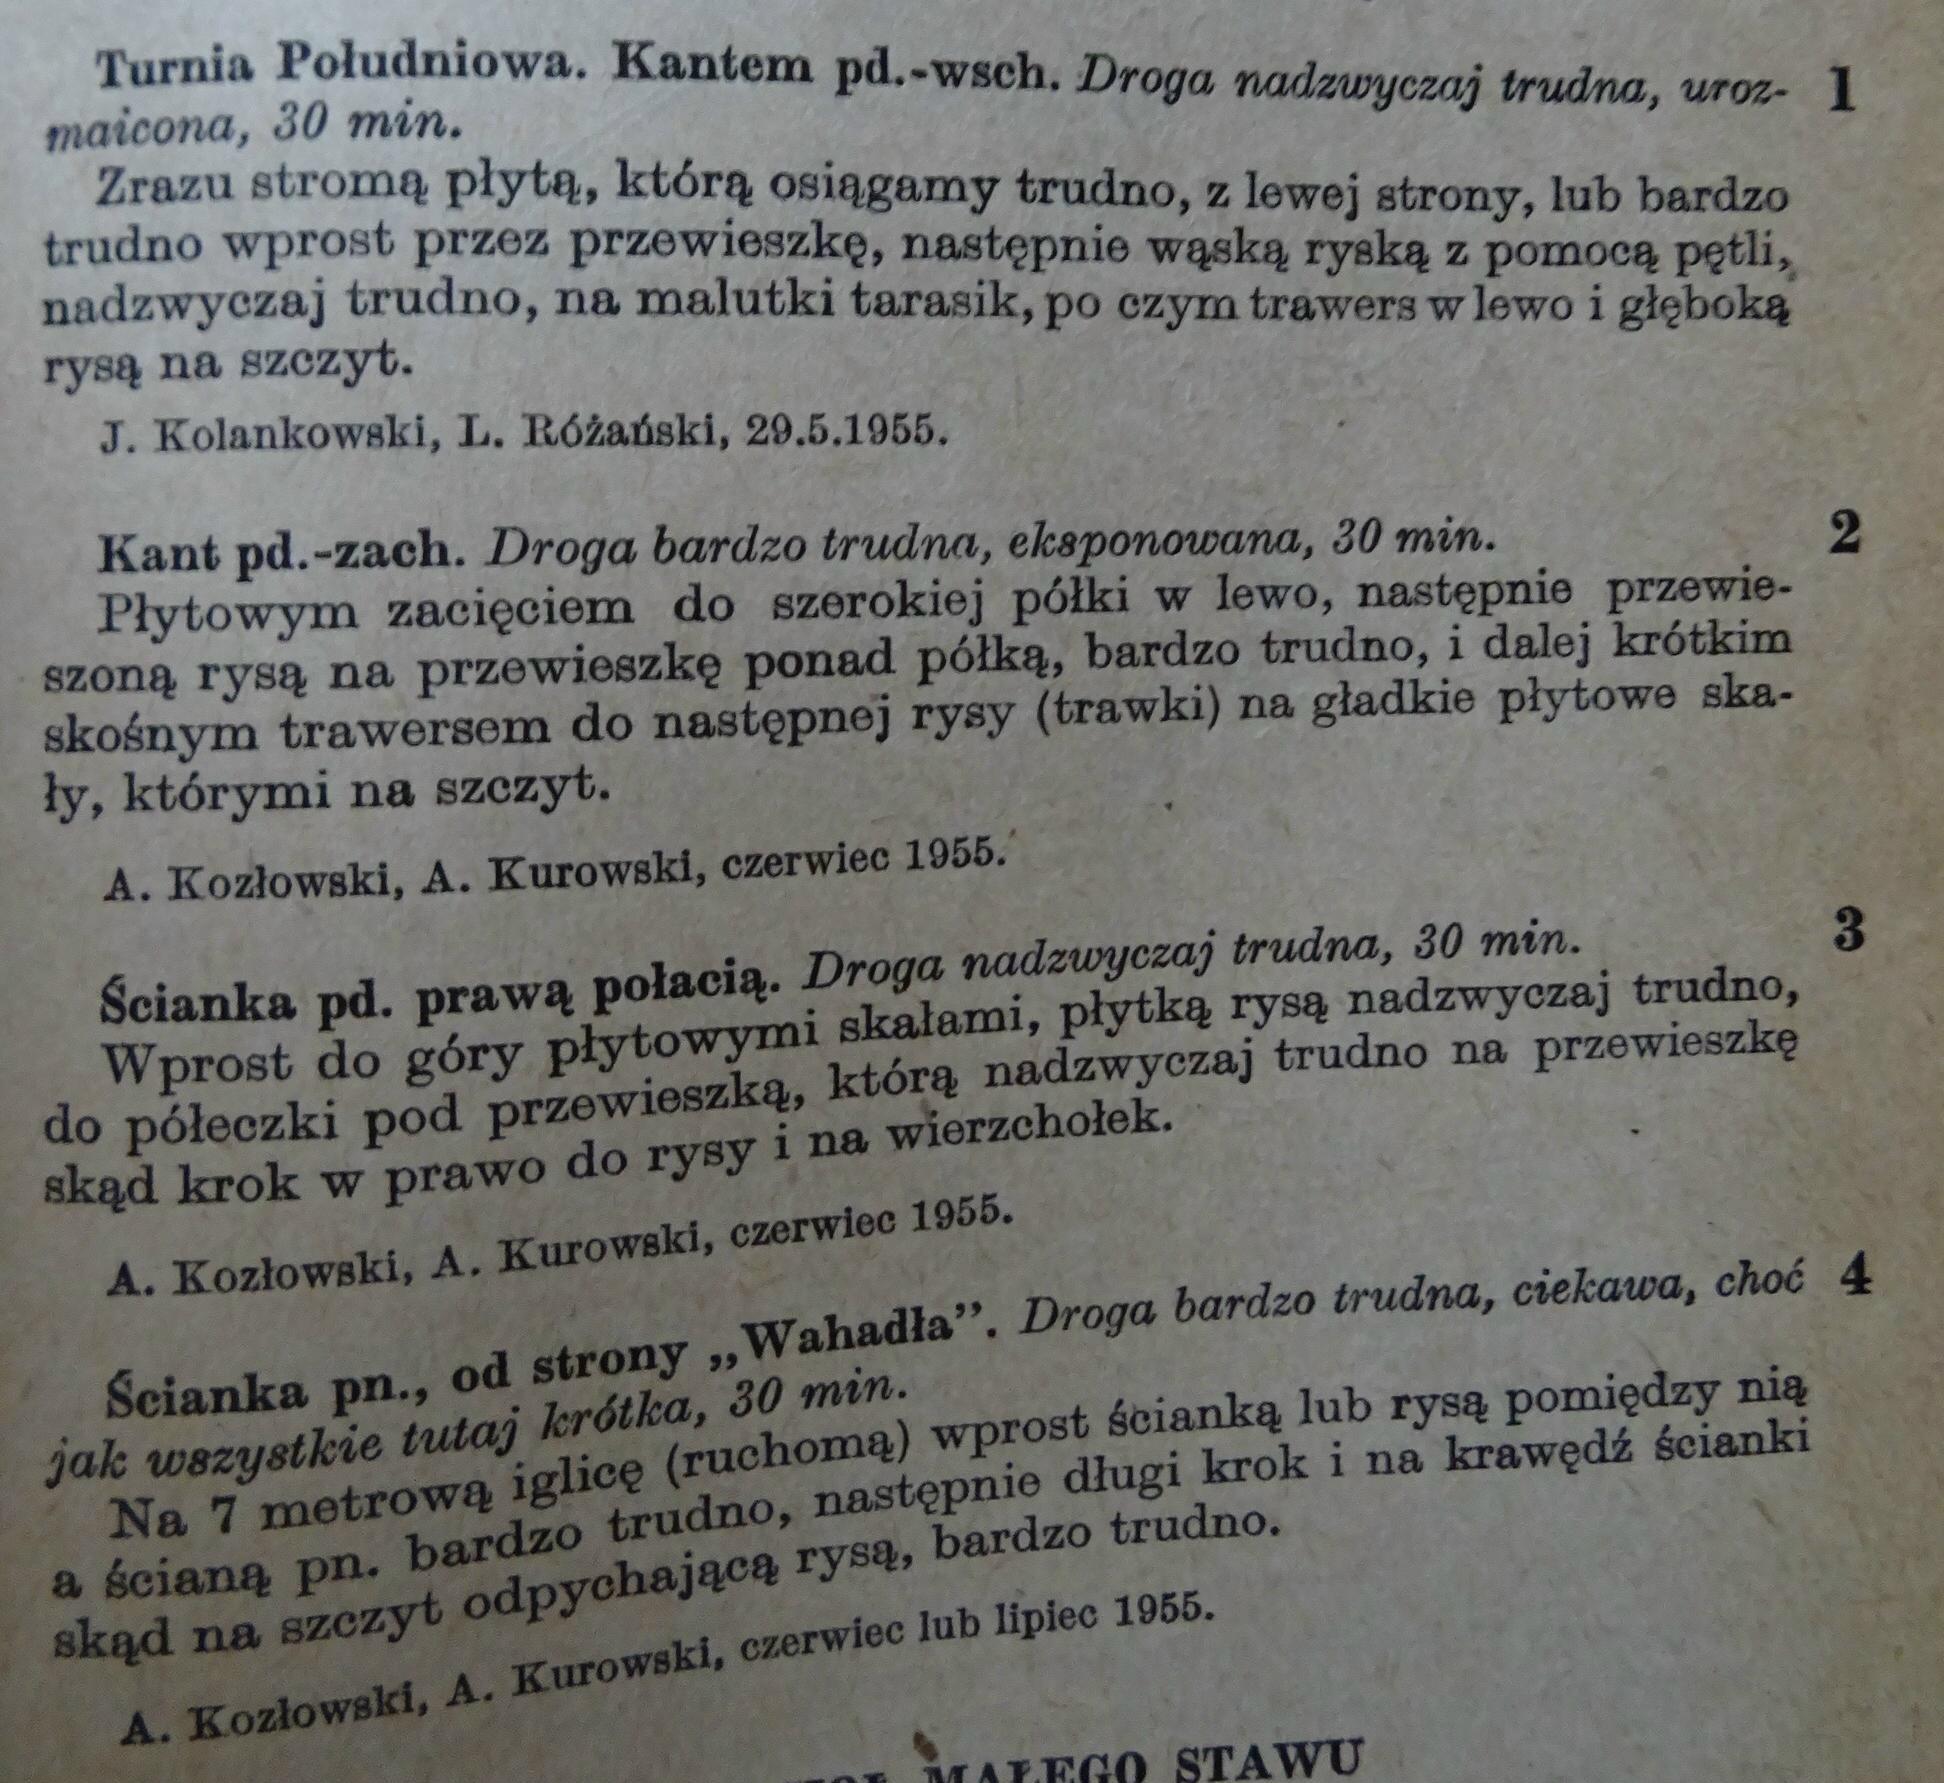 Turnia Południowa. Kantem pd.-wsch. Droga nadzwyczaj trudna, uroz- 1
maicona, 30 min.
Zrazu stromą płytą, którą osiągamy trudno, z lewej strony, lub bardzo
trudno wprost przez przewieszkę, następnie wąską ryską z pomocą pętli,
nadzwyczaj trudno, na malutki tarasik, po czym trawers w lewo i głęboką
rysą na szczyt.
J. Kolankowski, L. Różański, 29.5.1955.
Kant pd.-zach. Droga bardzo trudna, eksponowana, 30 min. 2
Płytowym zacięciem do szerokiej półki w lewo, następnie przewie-
szoną rysą na przewieszkę ponad półką, bardzo trudno, i dalej krótkim
skośnym trawersem do następnej rysy (trawki) na gładkie płytowe ska-
ły, którymi na szczyt.
A. Kozłowski, A. Kurowski, czerwiec 1955.
Ścianka pd. prawą połacią. Droga nadzwyczaj trudna, 30 min. 3
Wprost do góry płytowymi skałami, płytką rysą nadzwyczaj trudno,
do półeczki pod przewieszką, którą nadzwyczaj trudno na przewieszkę
skąd krok w prawo do rysy i na wierzchołek.
A. Kozłowski, A. Kurowski, czerwiec 1955.
Ścianka pn., od strony „Wahadła”. Droga bardzo trudna, ciekawa, choć 4
jak wszystkie tutaj krótka, 30 min.
Na 7 metrową iglicę (ruchomą) wprost ścianką lub rysą pomiędzy nią
a ścianą pn. bardzo trudno, następnie długi krok i na krawędź ścianki
skąd na szczyt odpychającą rysą, bardzo trudno.
A. Kozłowski, A. Kurowski, czerwiec lub lipiec 1955.
MAŁEGO STAWU